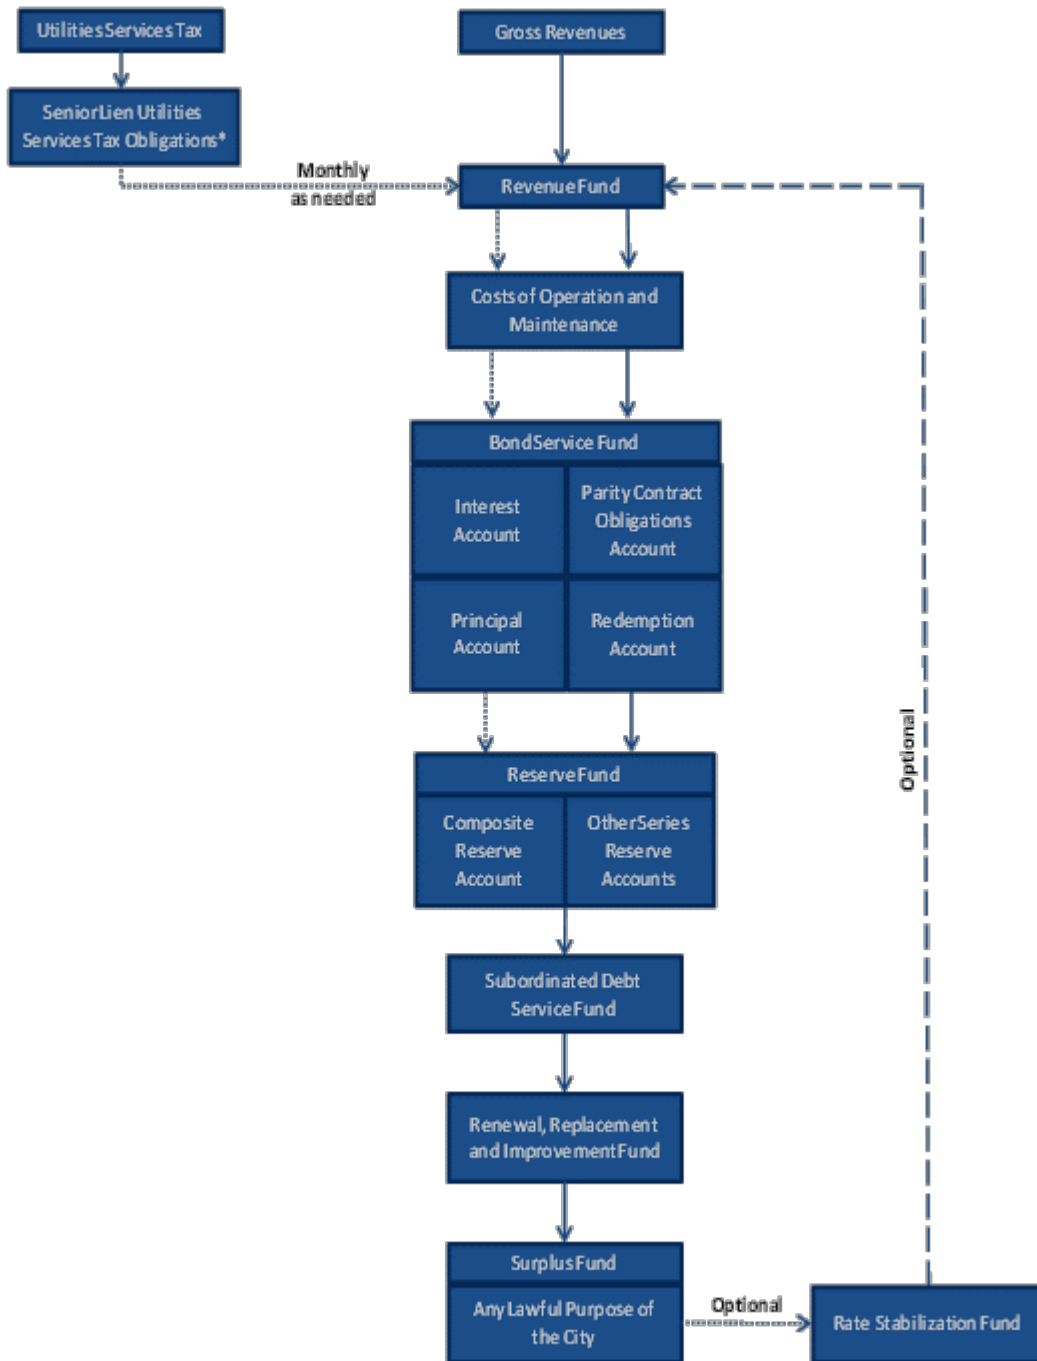 Utilities Services Tax
Gross Revenues
Senior Lien Utilities
Services Tax Obligations*
Monthly
as needed
Revenue Fund
Costs of Operation and
Maintenance
Bond Service Fund
Interest
Account
Parity Contract
Obligations
Account
Principal
Account
Redemption
Account
Reserve Fund
Composite
Reserve
Account
Other Series
Reserve
Accounts
Optional
Subordinated Debt
Service Fund
Renewal, Replacement
and Improvement Fund
Surplus Fund
Any Lawful Purpose of
the City
Optional
Rate Stabilization Fund